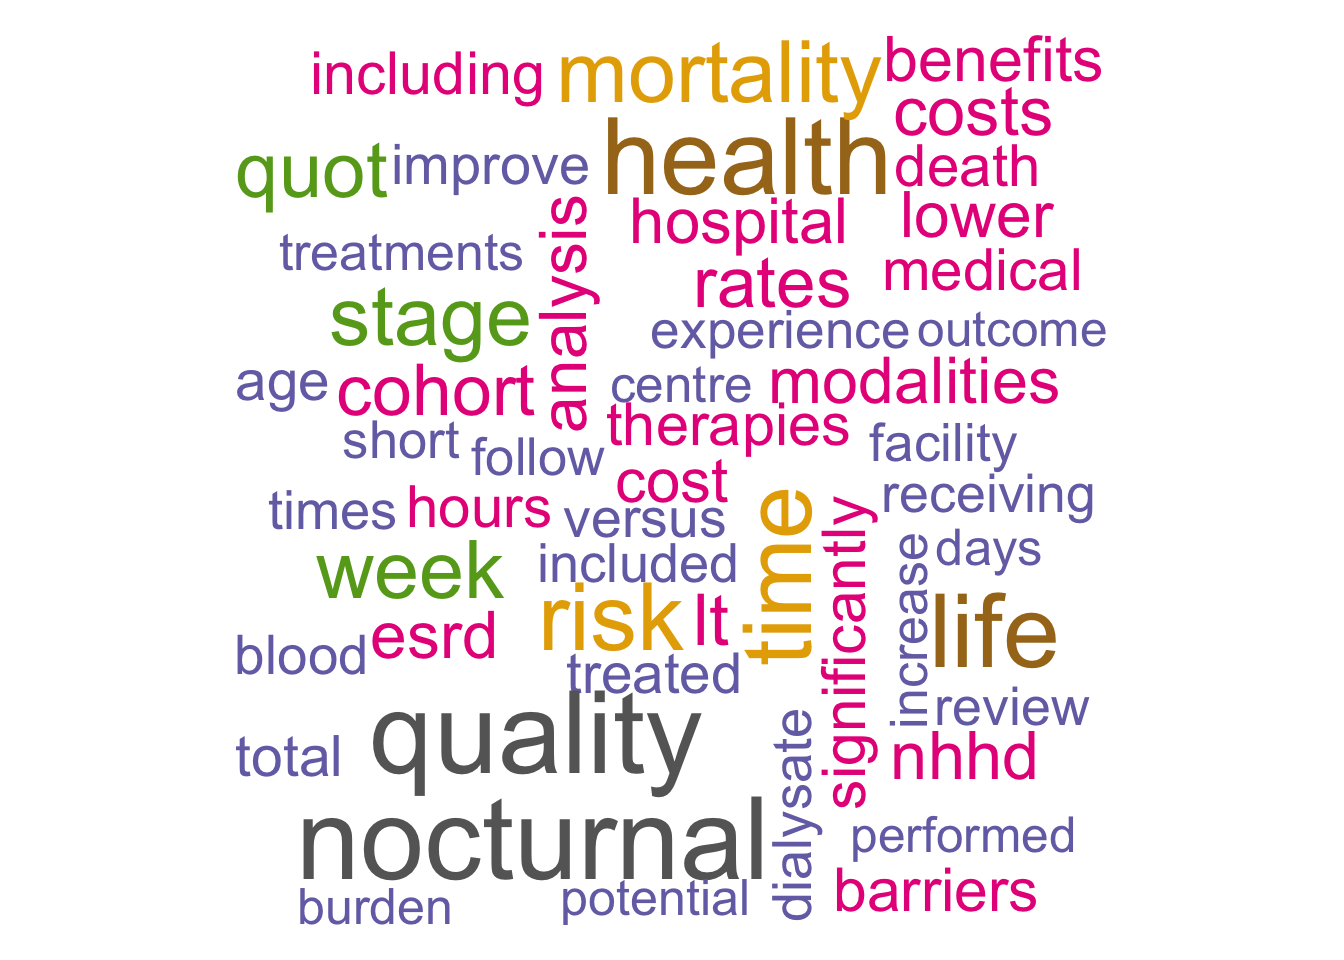 including mortality benefits
costs
quot improve health death
hospital lower
treatments analysis rates medical
stage experience outcome
age cohort centre modalities
short follow therapies facility
times hours cost receiving
versus time significantly
week included increase days
blood esrd risk lt life
treated
total quality dialysate review
nhhd
nocturnal performed
burden potential barriers